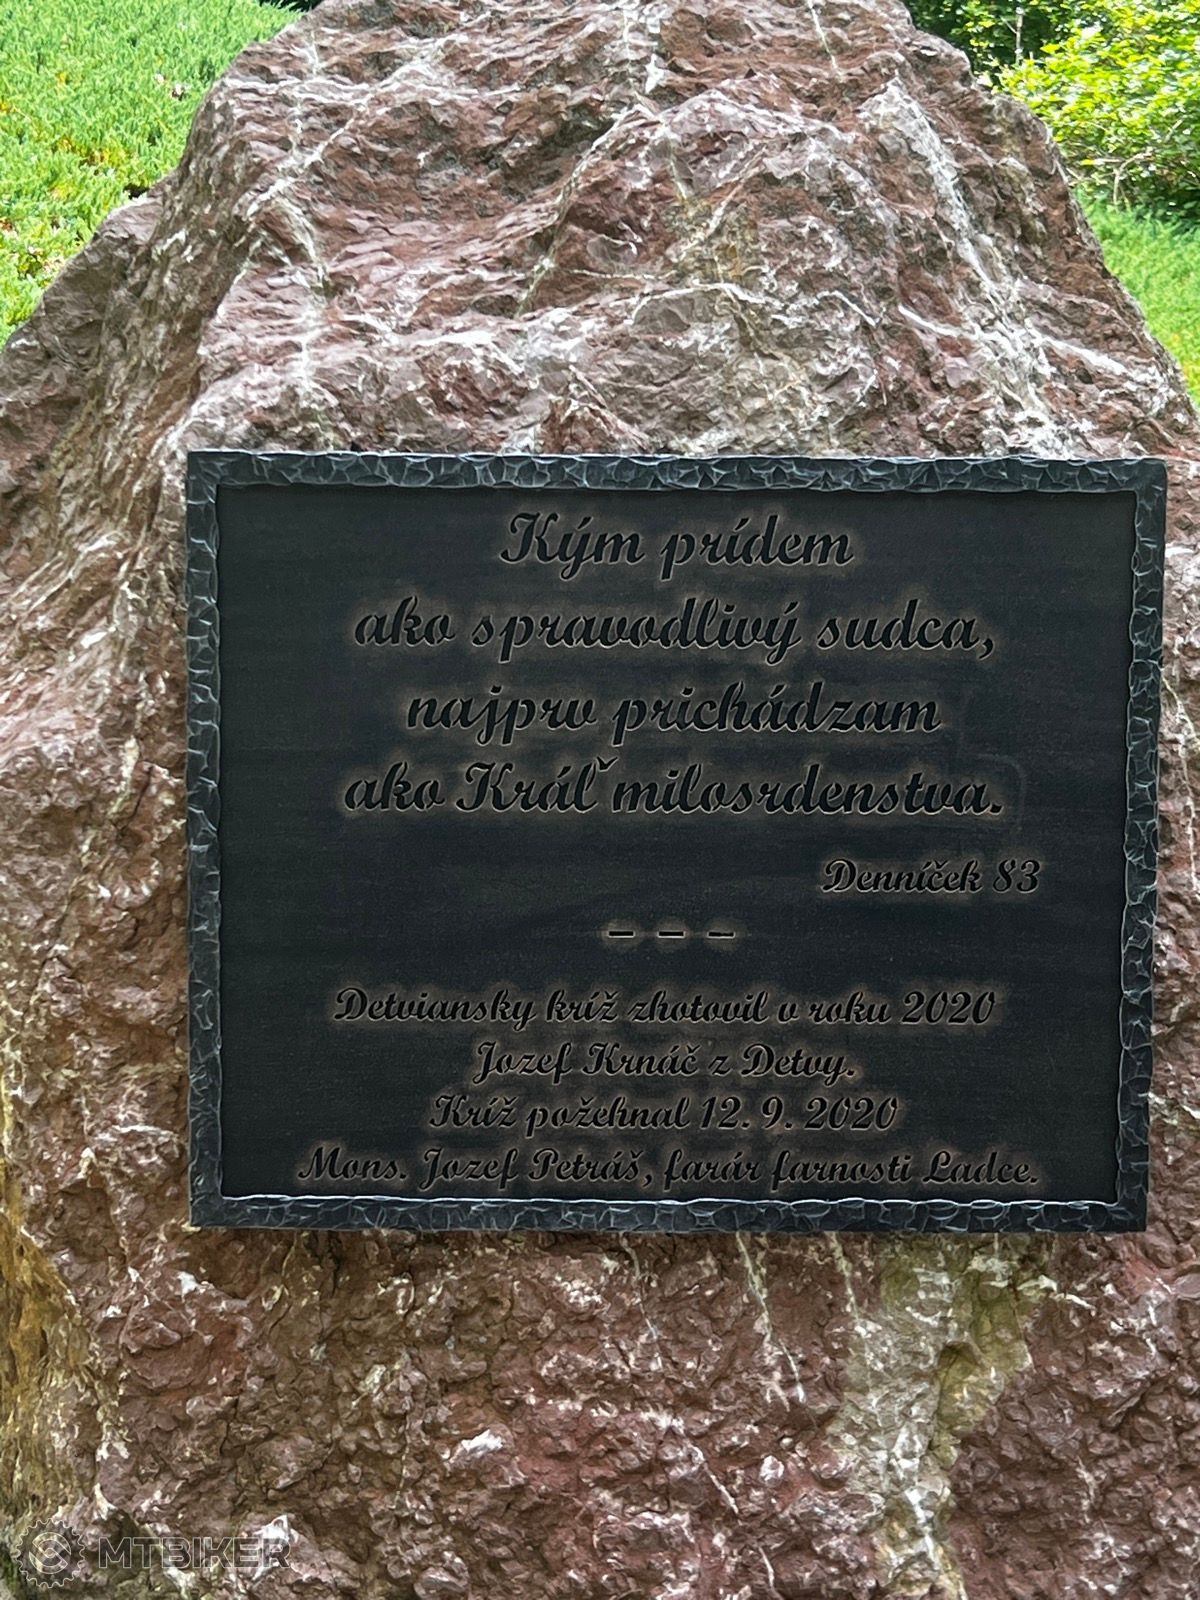 Kým prídem
ako spravodlivý sudca,
najprv prichádzam
ako Kráľ milosrdenstva.
Denníček 83
– – –
Detviansky kríž zhotovil v roku 2020
Jozef Krnáč z Detvy.
Kríž požehnal 12. 9. 2020
Mons. Jozef Petráš, farár farnosti Ladce.
MTBIKER